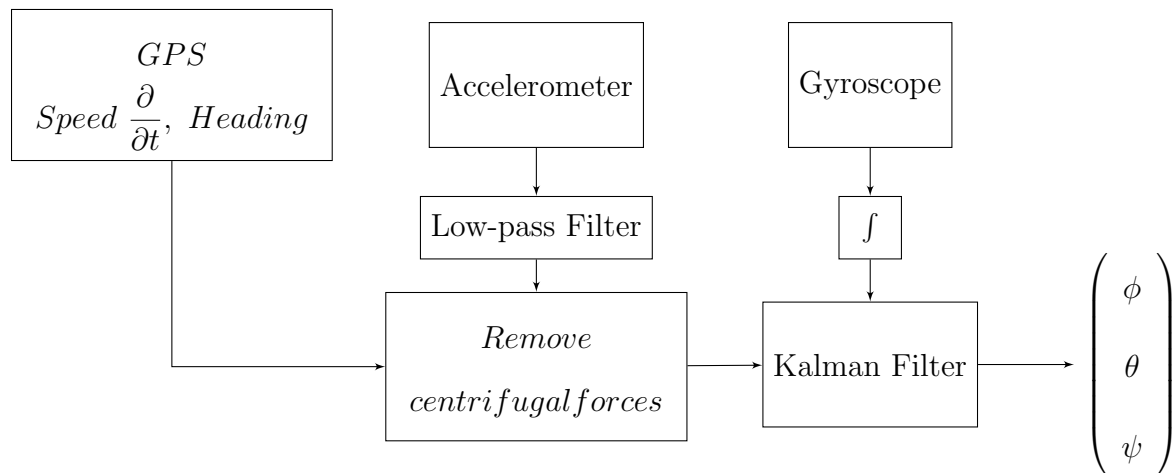 GPS
Speed ∂/∂t, Heading
Accelerometer
Gyroscope
Low-pass Filter
∫
Remove
centrifugalforces
Kalman Filter
ϕ
θ
ψ